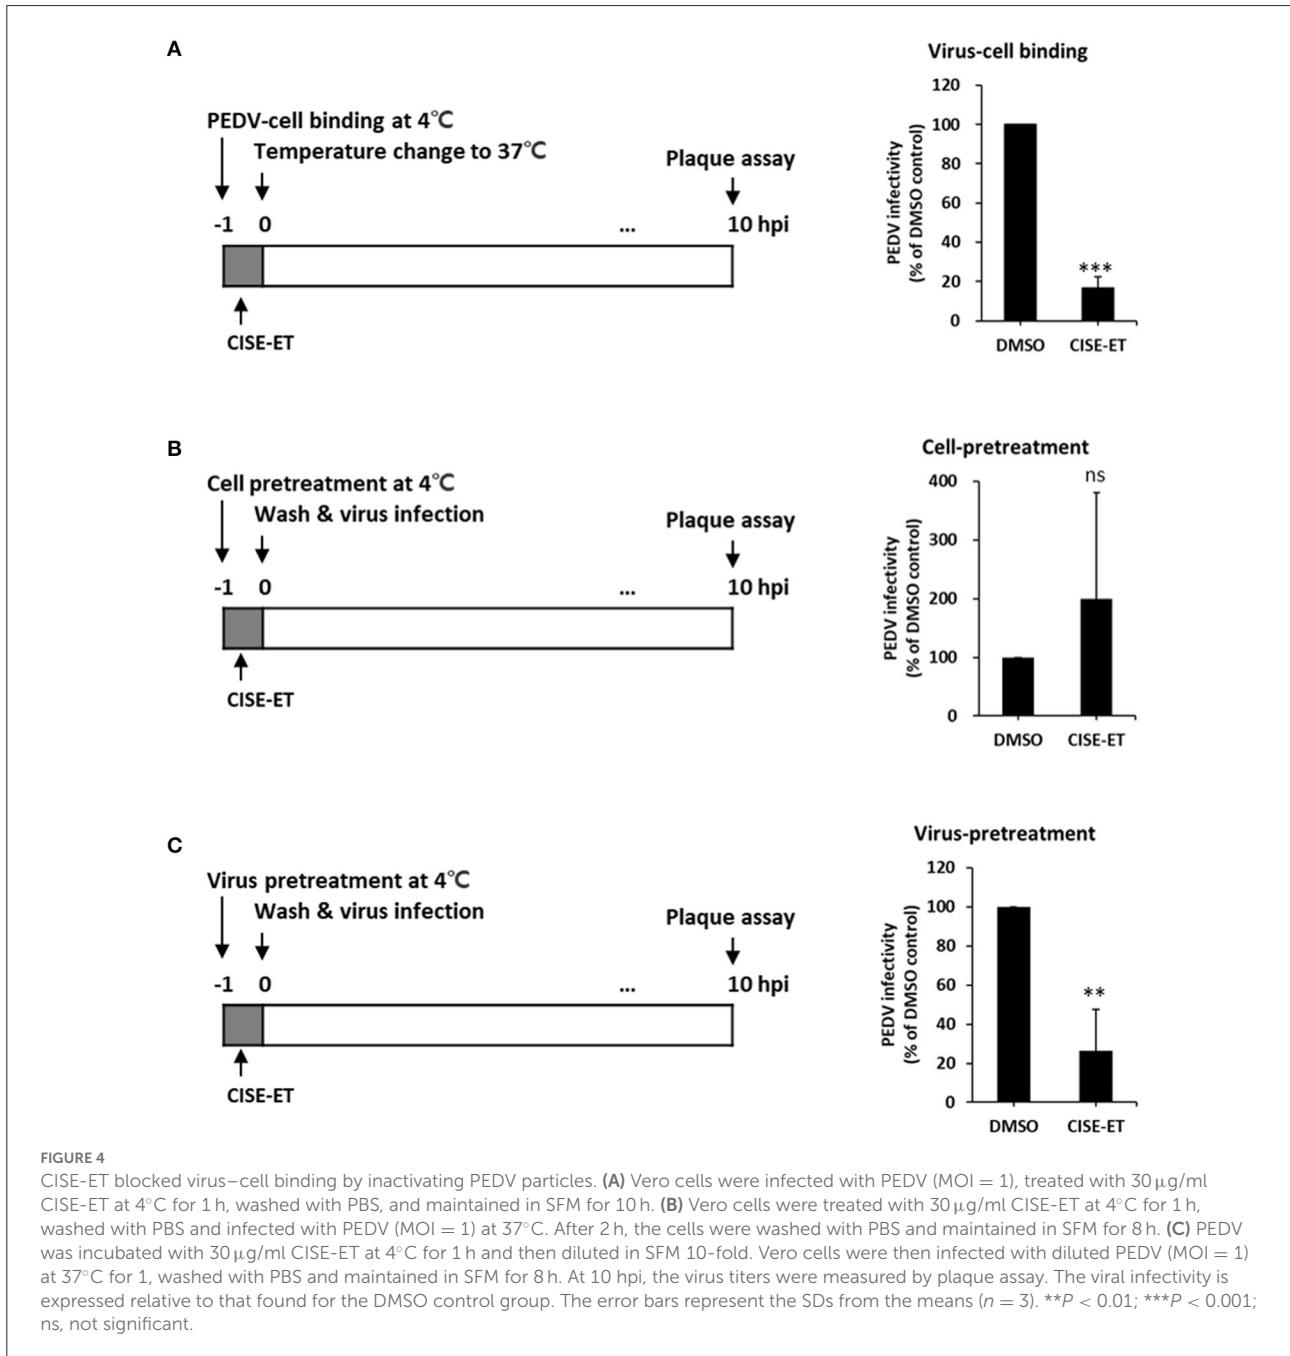 A
PEDV-cell binding at 4℃
Temperature change to 37℃
Plaque assay
-1 0 ... 10 hpi
CISE-ET
Virus-cell binding
PEDV infectivity
(% of DMSO control)
120
100
80
60
40
20
0
***
DMSO CISE-ET
B
Cell pretreatment at 4℃
Wash & virus infection
Plaque assay
-1 0 ... 10 hpi
CISE-ET
Cell-pretreatment
PEDV infectivity
(% of DMSO control)
400
300
200
100
0
ns
DMSO CISE-ET
C
Virus pretreatment at 4℃
Wash & virus infection
Plaque assay
-1 0 ... 10 hpi
CISE-ET
Virus-pretreatment
PEDV infectivity
(% of DMSO control)
120
100
80
60
40
20
0
**
DMSO CISE-ET
FIGURE 4
CISE-ET blocked virus–cell binding by inactivating PEDV particles. (A) Vero cells were infected with PEDV (MOI = 1), treated with 30 μg/ml
CISE-ET at 4°C for 1 h, washed with PBS, and maintained in SFM for 10 h. (B) Vero cells were treated with 30 μg/ml CISE-ET at 4°C for 1 h,
washed with PBS and infected with PEDV (MOI = 1) at 37°C. After 2 h, the cells were washed with PBS and maintained in SFM for 8 h. (C) PEDV
was incubated with 30 μg/ml CISE-ET at 4°C for 1 h and then diluted in SFM 10-fold. Vero cells were then infected with diluted PEDV (MOI = 1)
at 37°C for 1, washed with PBS and maintained in SFM for 8 h. At 10 hpi, the virus titers were measured by plaque assay. The viral infectivity is
expressed relative to that found for the DMSO control group. The error bars represent the SDs from the means (n = 3). **P < 0.01; ***P < 0.001;
ns, not significant.